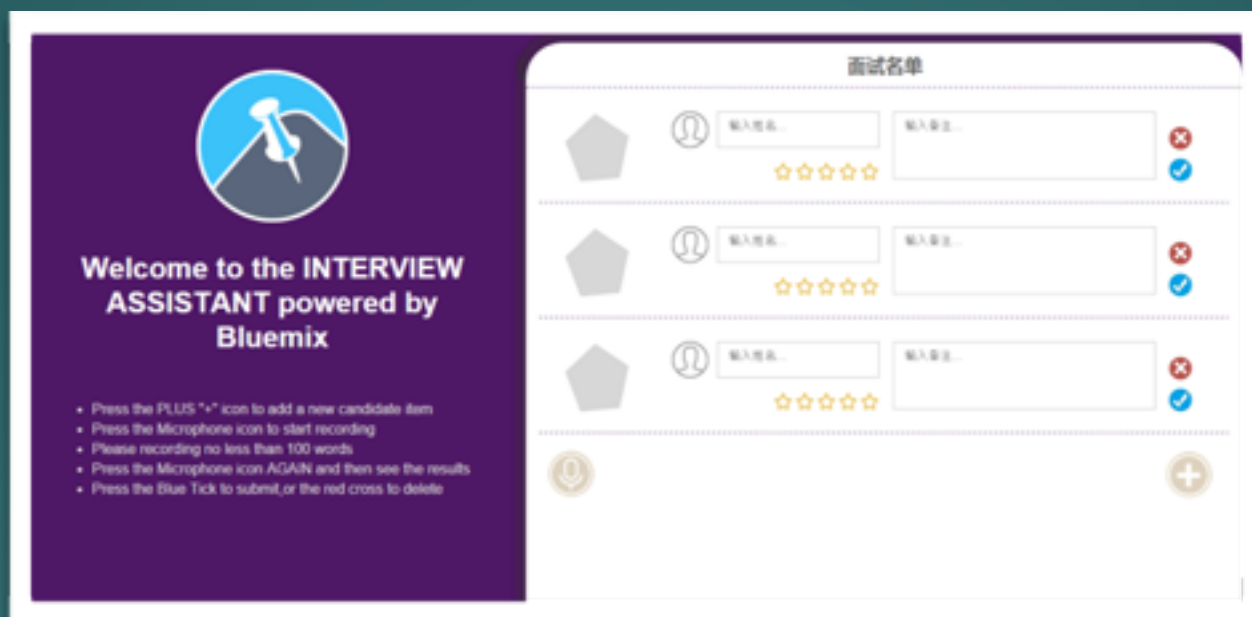 Welcome to the INTERVIEW
ASSISTANT powered by
Bluemix
• Press the PLUS "+" icon to add a new candidate item
• Press the Microphone icon to start recording
• Please recording no less than 100 words
• Press the Microphone icon AGAIN and then see the results
• Press the Blue Tick to submit,or the red cross to delete
面试名单
输入姓名...
输入备注...
输入姓名...
输入备注...
输入姓名...
输入备注...